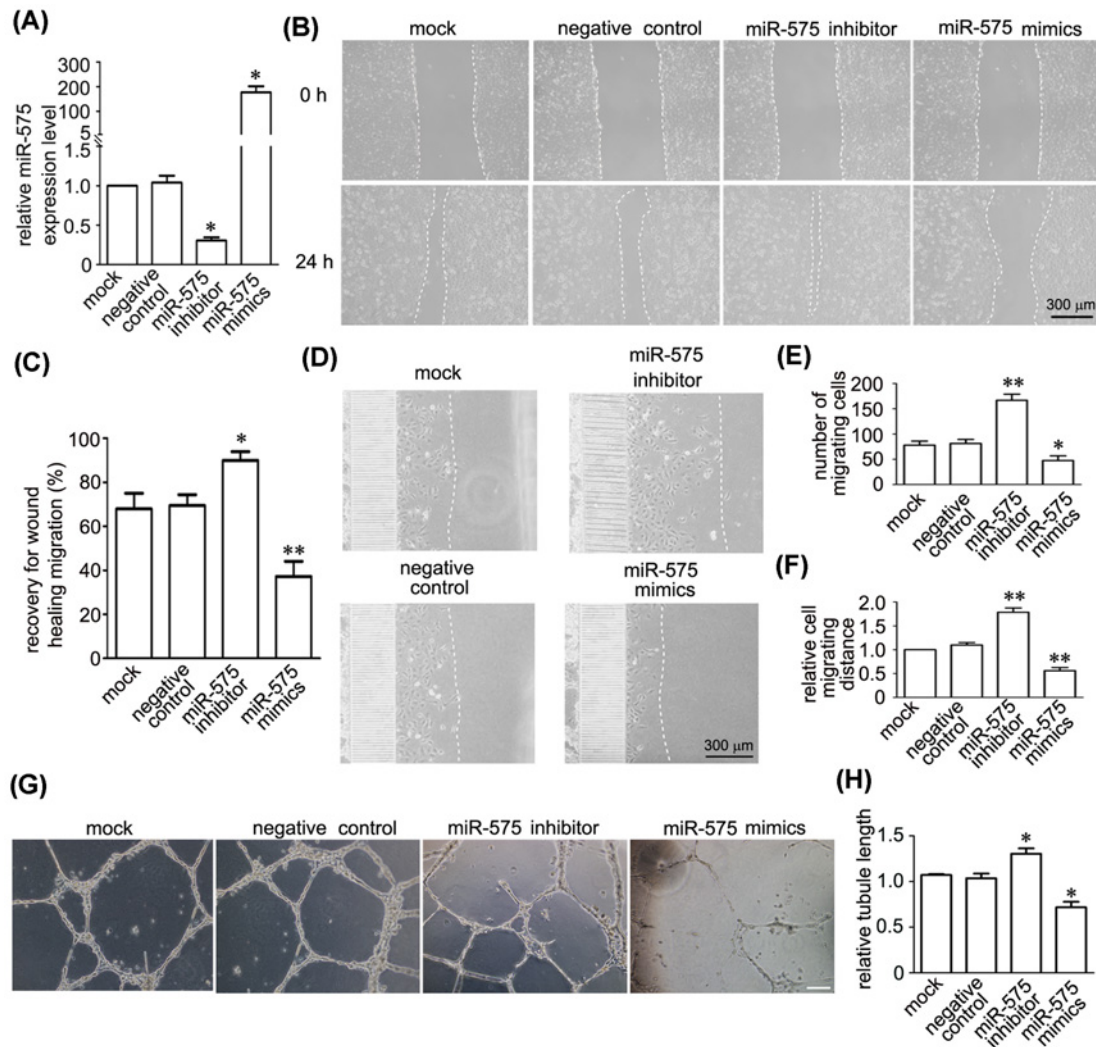 (A)
relative miR-575
expression level
300
200
100
5
1.5
1.0
0.5
0
*
*
mock
negative
control
miR-575
inhibitor
miR-575
mimics
(B)
mock
negative control
miR-575 inhibitor
miR-575 mimics
0 h
24 h
300 μm
(C)
recovery for wound
healing migration (%)
100
80
60
40
20
0
*
**
mock
negative
control
miR-575
inhibitor
miR-575
mimics
(D)
mock
miR-575
inhibitor
negative
control
miR-575
mimics
300 μm
(E)
number of
migrating cells
200
150
100
50
0
**
*
mock
negative
control
miR-575
inhibitor
miR-575
mimics
(F)
relative cell
migrating
distance
2.0
1.5
1.0
0.5
0
**
**
mock
negative
control
miR-575
inhibitor
miR-575
mimics
(G)
mock
negative control
miR-575 inhibitor
miR-575 mimics
(H)
relative tubule length
1.5
1.0
0.5
0
*
*
mock
negative
control
miR-575
inhibitor
miR-575
mimics